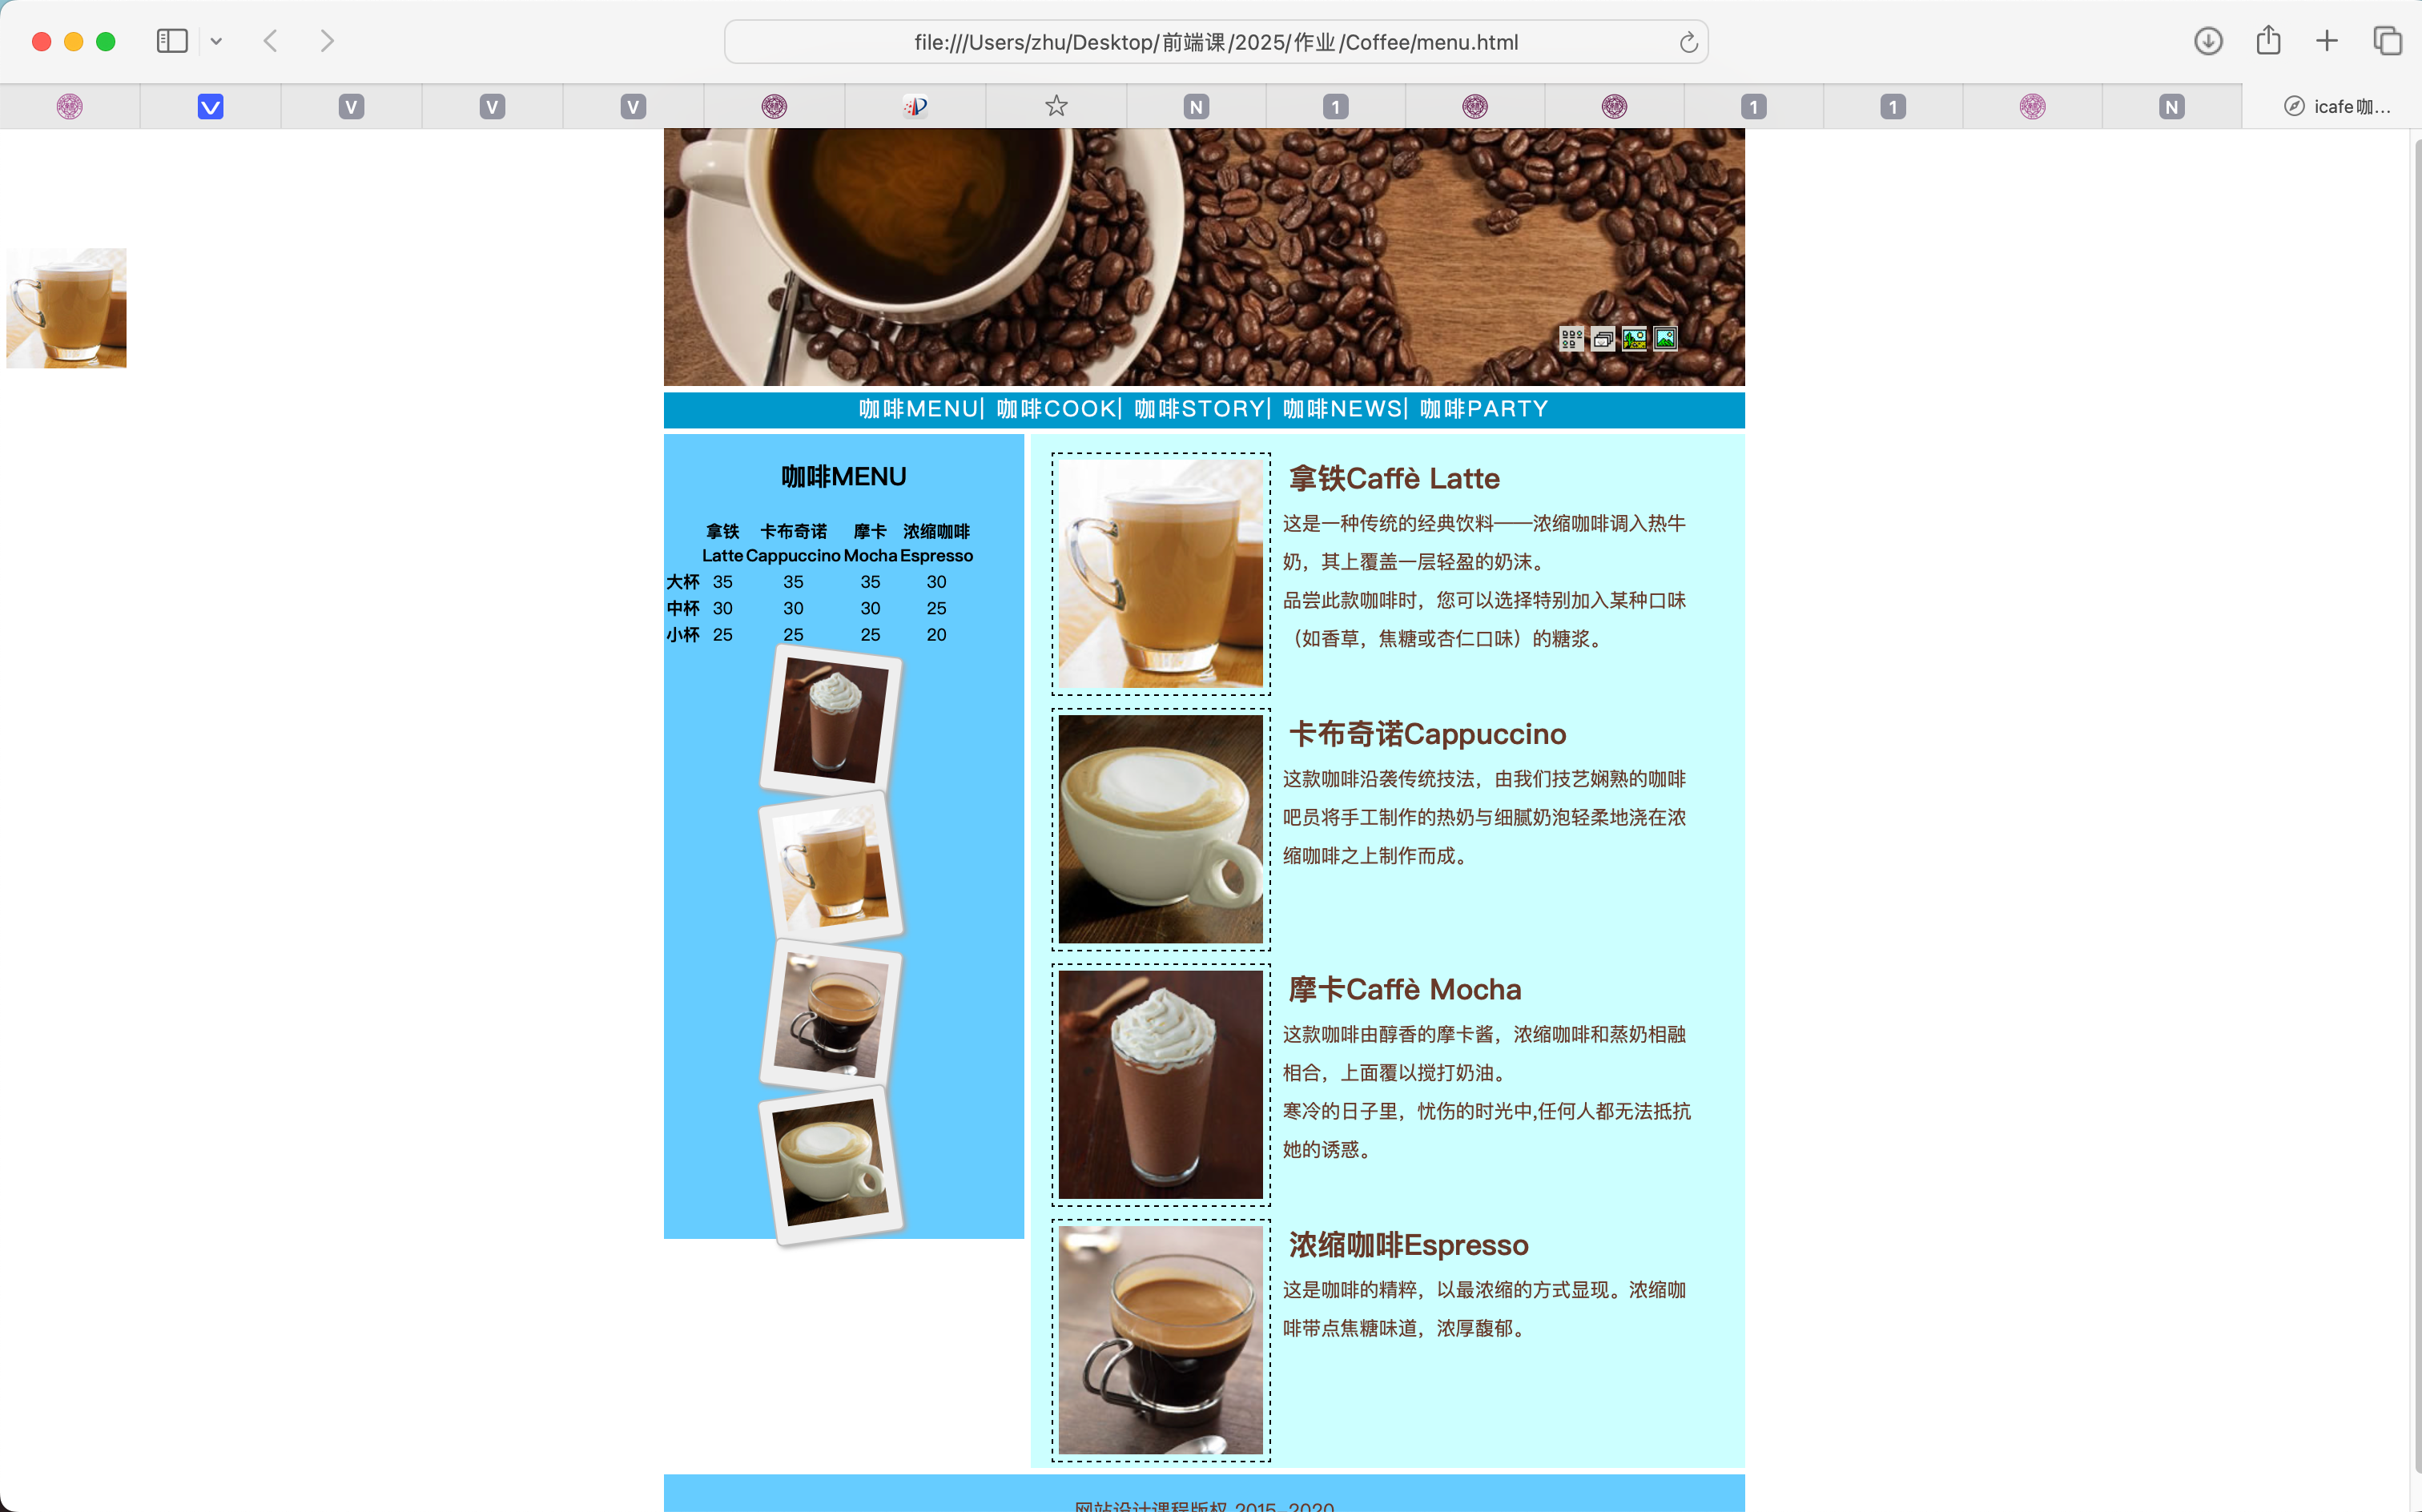 file:///Users/zhu/Desktop/前端课/2025/作业/Coffee/menu.html
V
V
V
N
1
1
1
N
icafe咖...
咖啡MENU| 咖啡COOK| 咖啡STORY| 咖啡NEWS| 咖啡PARTY
咖啡MENU
拿铁 卡布奇诺 摩卡 浓缩咖啡
Latte Cappuccino Mocha Espresso
大杯 35 35 35 30
中杯 30 30 30 25
小杯 25 25 25 20
拿铁Caffè Latte
这是一种传统的经典饮料——浓缩咖啡调入热牛
奶，其上覆盖一层轻盈的奶沫。
品尝此款咖啡时，您可以选择特别加入某种口味
（如香草，焦糖或杏仁口味）的糖浆。
卡布奇诺Cappuccino
这款咖啡沿袭传统技法，由我们技艺娴熟的咖啡
吧员将手工制作的热奶与细腻奶泡轻柔地浇在浓
缩咖啡之上制作而成。
摩卡Caffè Mocha
这款咖啡由醇香的摩卡酱，浓缩咖啡和蒸奶相融
相合，上面覆以搅打奶油。
寒冷的日子里，忧伤的时光中,任何人都无法抵抗
她的诱惑。
浓缩咖啡Espresso
这是咖啡的精粹，以最浓缩的方式显现。浓缩咖
啡带点焦糖味道，浓厚馥郁。
网站设计课程版权 2015-2020